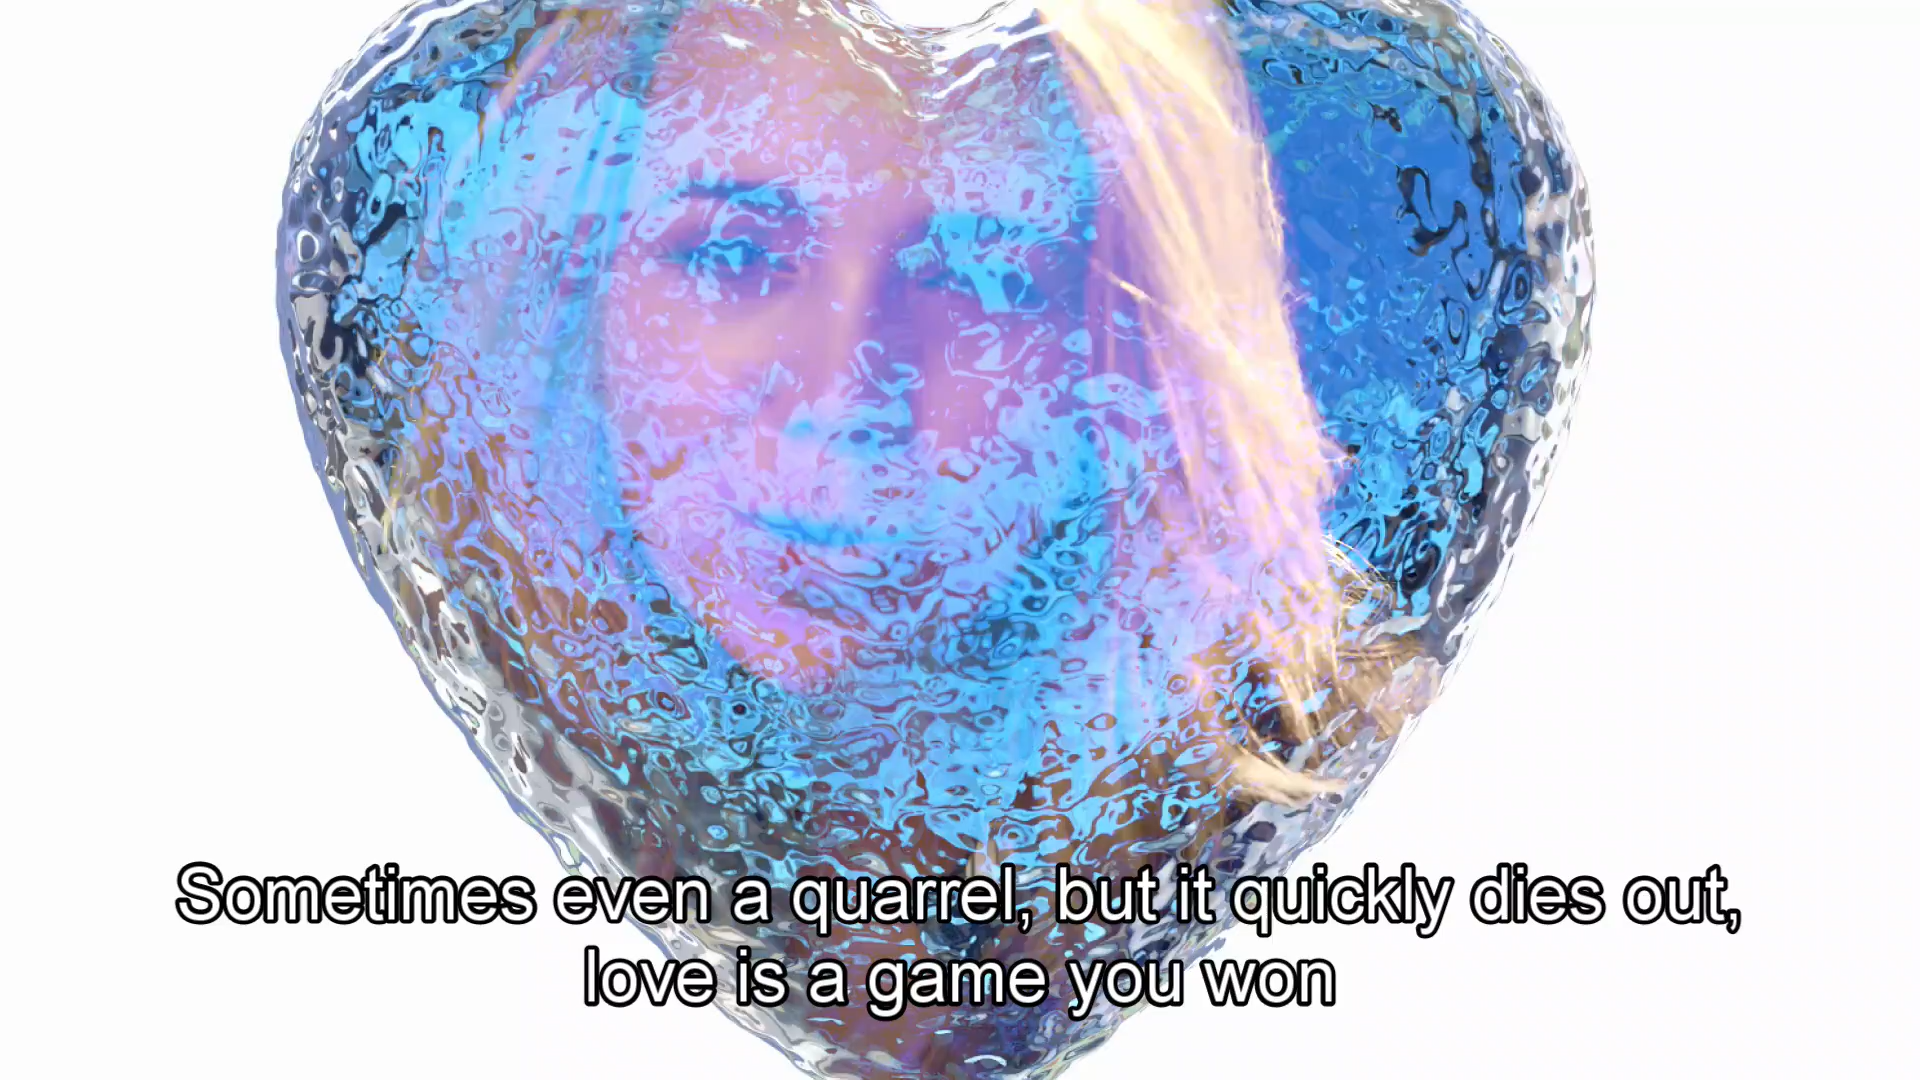 Sometimes even a quarrel, but it quickly dies out,
love is a game you won